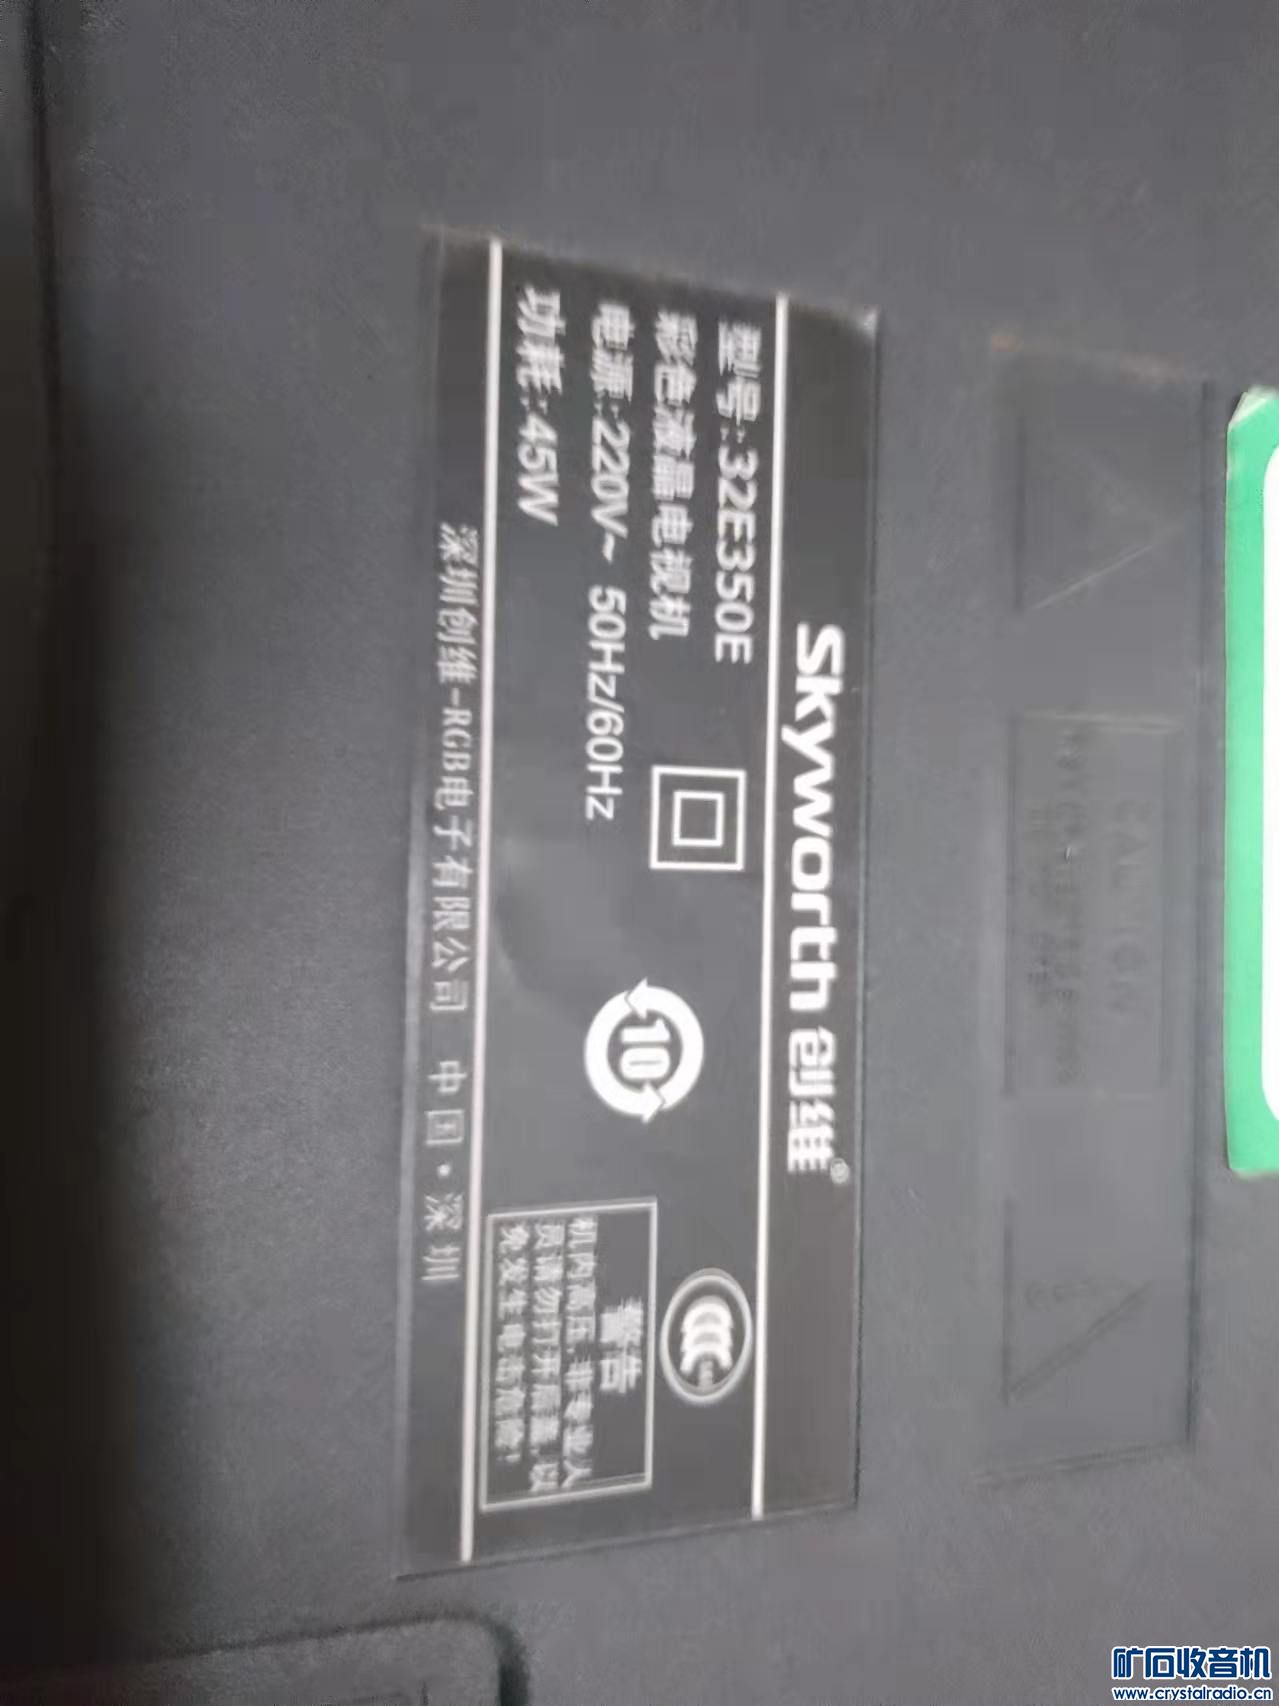 Skyworth 创维®
型号:32E350E
彩色液晶电视机
电源:220V~ 50Hz/60Hz
功耗:45W
10
CCC
警告
机内高压,非专业人
员请勿打开后盖,以
免发生电击危险!
深圳创维-RGB电子有限公司 中国·深圳
CAUTION
矿石收音机
www.crystalradio.cn